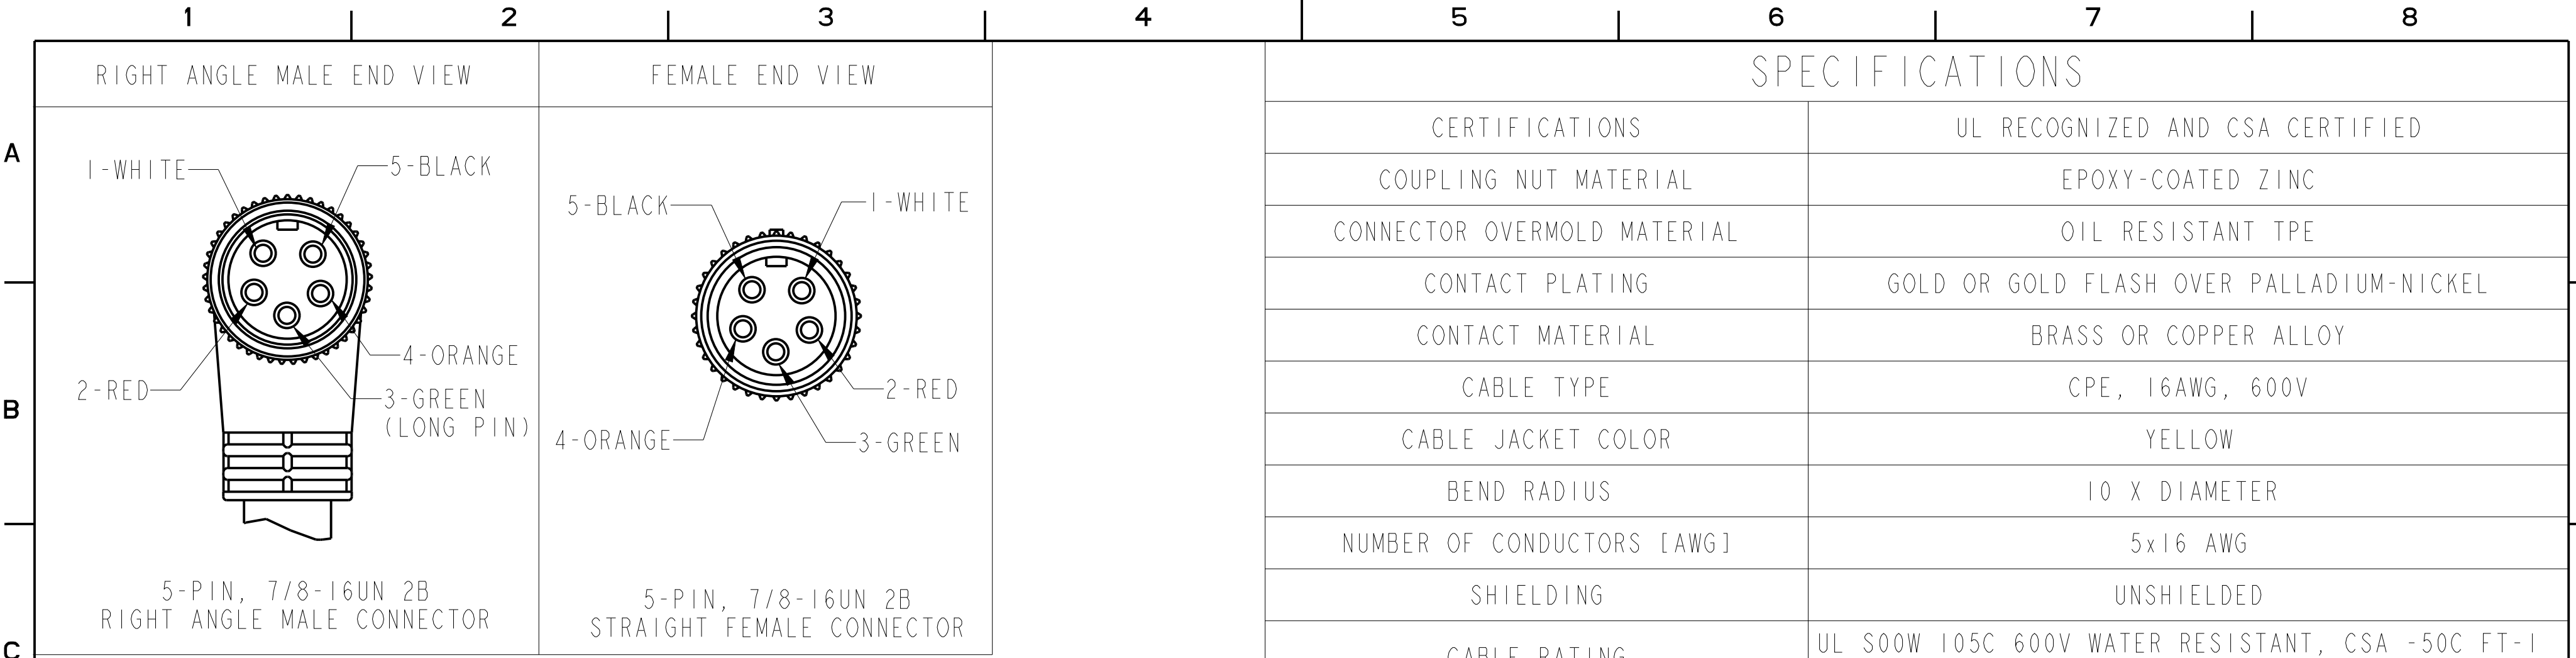 1 2 3 4 5 6 7 8
RIGHT ANGLE MALE END VIEW
FEMALE END VIEW
A
1-WHITE
5-BLACK
4-ORANGE
2-RED
3-GREEN
(LONG PIN)
5-PIN, 7/8-16UN 2B
RIGHT ANGLE MALE CONNECTOR
5-BLACK
1-WHITE
2-RED
4-ORANGE
3-GREEN
5-PIN, 7/8-16UN 2B
STRAIGHT FEMALE CONNECTOR
B
C
SPECIFICATIONS
CERTIFICATIONS UL RECOGNIZED AND CSA CERTIFIED
COUPLING NUT MATERIAL EPOXY-COATED ZINC
CONNECTOR OVERMOLD MATERIAL OIL RESISTANT TPE
CONTACT PLATING GOLD OR GOLD FLASH OVER PALLADIUM-NICKEL
CONTACT MATERIAL BRASS OR COPPER ALLOY
CABLE TYPE CPE, 16AWG, 600V
CABLE JACKET COLOR YELLOW
BEND RADIUS 10 X DIAMETER
NUMBER OF CONDUCTORS [AWG] 5x16 AWG
SHIELDING UNSHIELDED
CABLE RATING UL SOOW 105C 600V WATER RESISTANT, CSA -50C FT-1